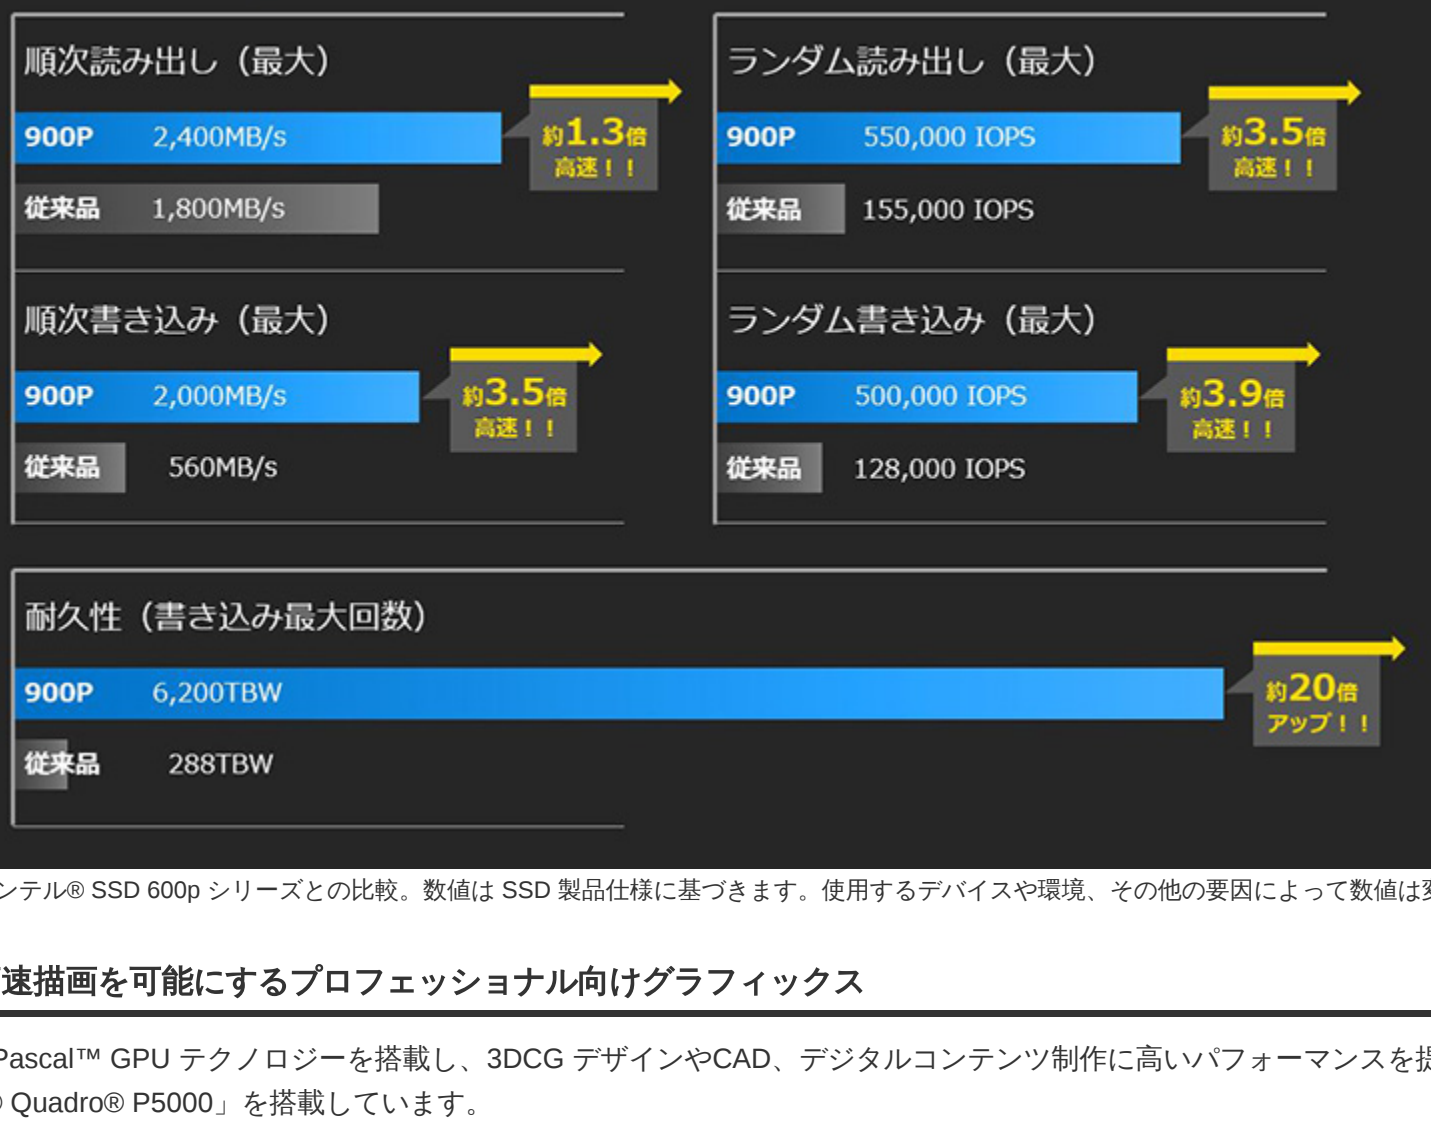 順次読み出し（最大）
900P 2,400MB/s
約1.3倍
高速！！
従来品 1,800MB/s
順次書き込み（最大）
900P 2,000MB/s
約3.5倍
高速！！
従来品 560MB/s
ランダム読み出し（最大）
900P 550,000 IOPS
約3.5倍
高速！！
従来品 155,000 IOPS
ランダム書き込み（最大）
900P 500,000 IOPS
約3.9倍
高速！！
従来品 128,000 IOPS
耐久性（書き込み最大回数）
900P 6,200TBW
約20倍
アップ！！
従来品 288TBW
ンテル® SSD 600p シリーズとの比較。数値は SSD 製品仕様に基づきます。使用するデバイスや環境、その他の要因によって数値は
速描画を可能にするプロフェッショナル向けグラフィックス
Pascal™ GPU テクノロジーを搭載し、3DCG デザインやCAD、デジタルコンテンツ制作に高いパフォーマンスを
® Quadro® P5000」を搭載しています。